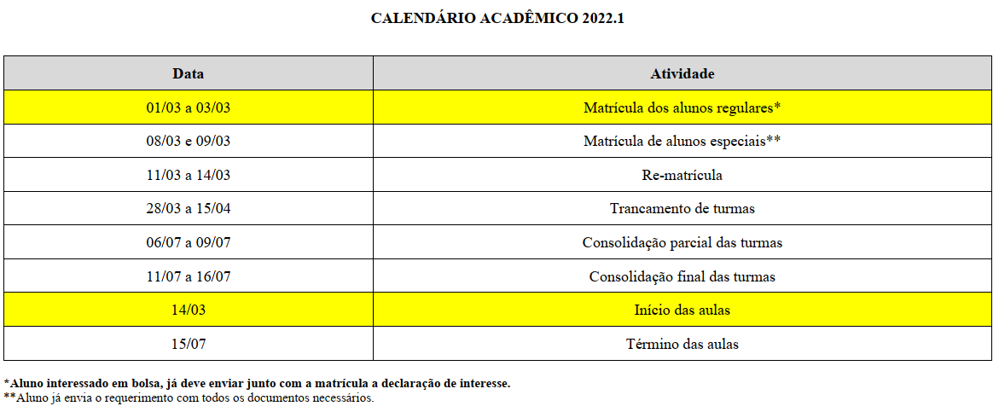 CALENDÁRIO ACADÊMICO 2022.1
Data Atividade
01/03 a 03/03 Matrícula dos alunos regulares*
08/03 e 09/03 Matrícula de alunos especiais**
11/03 a 14/03 Re-matrícula
28/03 a 15/04 Trancamento de turmas
06/07 a 09/07 Consolidação parcial das turmas
11/07 a 16/07 Consolidação final das turmas
14/03 Início das aulas
15/07 Término das aulas
*Aluno interessado em bolsa, já deve enviar junto com a matrícula a declaração de interesse.
**Aluno já envia o requerimento com todos os documentos necessários.